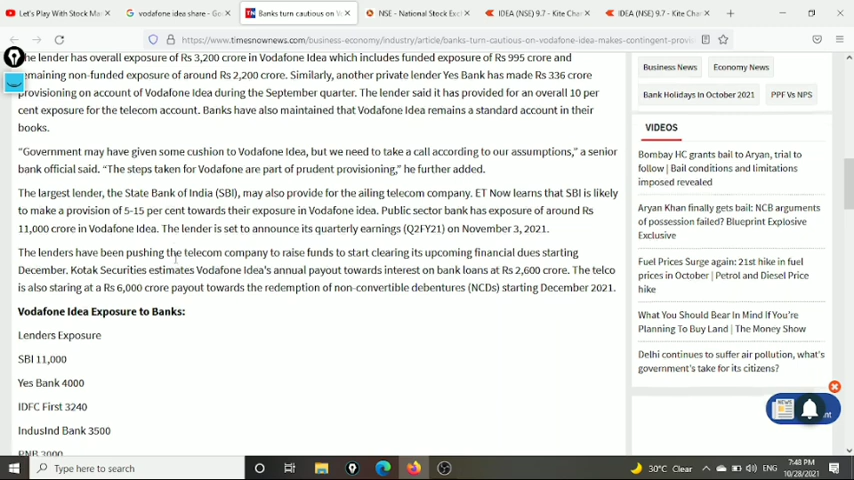 Let's Play With Stock Mar
vodafone idea share - Goo
Banks turn cautious on V
NSE - National Stock Exc
IDEA (NSE) 9.7 - Kite Char
IDEA (NSE) 9.7 - Kite Char
https://www.timesnownews.com/business-economy/industry/article/banks-turn-cautious-on-vodafone-idea-makes-contingent-provi
The lender has overall exposure of Rs 3,200 crore in Vodafone Idea which includes funded exposure of Rs 995 crore and
remaining non-funded exposure of around Rs 2,200 crore. Similarly, another private lender Yes Bank has made Rs 336 crore
provisioning on account of Vodafone Idea during the September quarter. The lender said it has provided for an overall 10 per
cent exposure for the telecom account. Banks have also maintained that Vodafone Idea remains a standard account in their
books.
“Government may have given some cushion to Vodafone Idea, but we need to take a call according to our assumptions,” a senior
bank official said. “The steps taken for Vodafone are part of prudent provisioning,” he further added.
The largest lender, the State Bank of India (SBI), may also provide for the ailing telecom company. ET Now learns that SBI is likely
to make a provision of 5-15 per cent towards their exposure in Vodafone idea. Public sector bank has exposure of around Rs
11,000 crore in Vodafone Idea. The lender is set to announce its quarterly earnings (Q2FY21) on November 3, 2021.
The lenders have been pushing the telecom company to raise funds to start clearing its upcoming financial dues starting
December. Kotak Securities estimates Vodafone Idea's annual payout towards interest on bank loans at Rs 2,600 crore. The telco
is also staring at a Rs 6,000 crore payout towards the redemption of non-convertible debentures (NCDs) starting December 2021.
Vodafone Idea Exposure to Banks:
Lenders Exposure
SBI 11,000
Yes Bank 4000
IDFC First 3240
IndusInd Bank 3500
PNB 3000
Business News
Economy News
Bank Holidays In October 2021
PPF Vs NPS
VIDEOS
Bombay HC grants bail to Aryan, trial to
follow | Bail conditions and limitations
imposed revealed
Aryan Khan finally gets bail: NCB arguments
of possession failed? Blueprint Explosive
Exclusive
Fuel Prices Surge again: 21st hike in fuel
prices in October | Petrol and Diesel Price
hike
What You Should Bear In Mind If You're
Planning To Buy Land | The Money Show
Delhi continues to suffer air pollution, what's
government's take for its citizens?
NEWS
Type here to search
30°C Clear
ENG
7:48 PM
10/28/2021